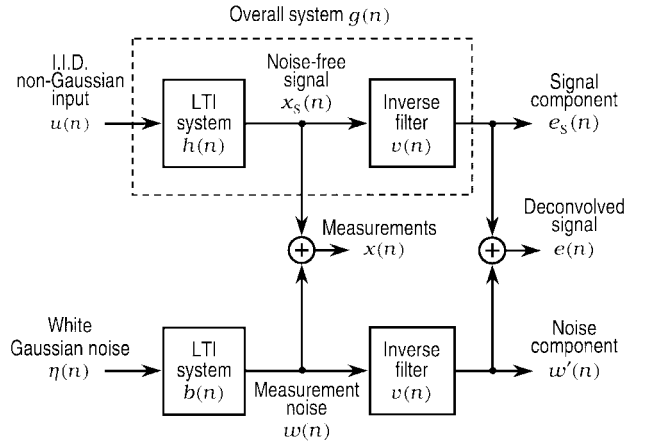 Overall system g(n)
I.I.D.
non-Gaussian
input
u(n)
LTI
system
h(n)
Noise-free
signal
x_S(n)
Inverse
filter
v(n)
Signal
component
e_S(n)
Measurements
x(n)
Deconvolved
signal
e(n)
White
Gaussian noise
η(n)
LTI
system
b(n)
Measurement
noise
w(n)
Inverse
filter
v(n)
Noise
component
w′(n)